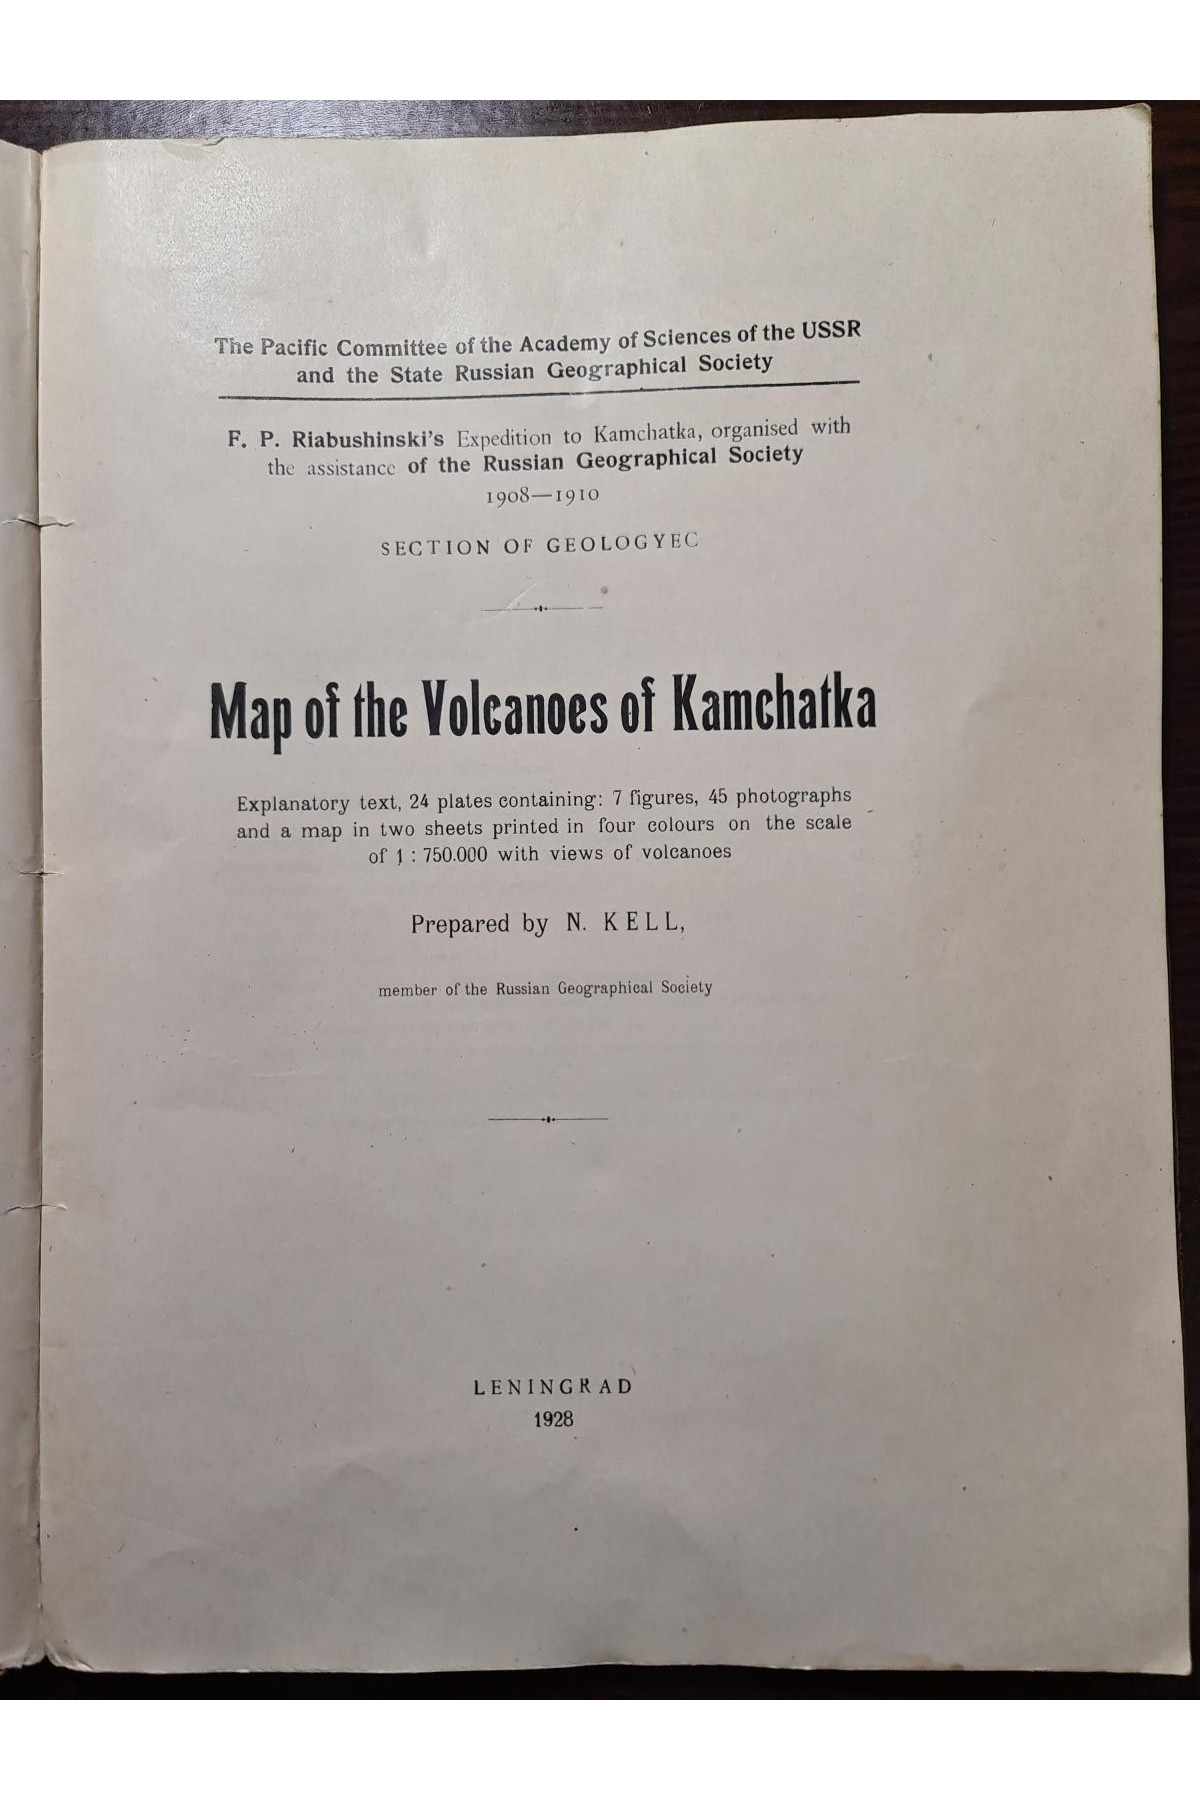 The Pacific Committee of the Academy of Sciences of the USSR
and the State Russian Geographical Society
F. P. Riabushinski's Expedition to Kamchatka, organised with
the assistance of the Russian Geographical Society
1908—1910
SECTION OF GEOLOGYEC
Map of the Volcanoes of Kamchatka
Explanatory text, 24 plates containing: 7 figures, 45 photographs
and a map in two sheets printed in four colours on the scale
of 1 : 750.000 with views of volcanoes
Prepared by N. KELL,
member of the Russian Geographical Society
LENINGRAD
1928